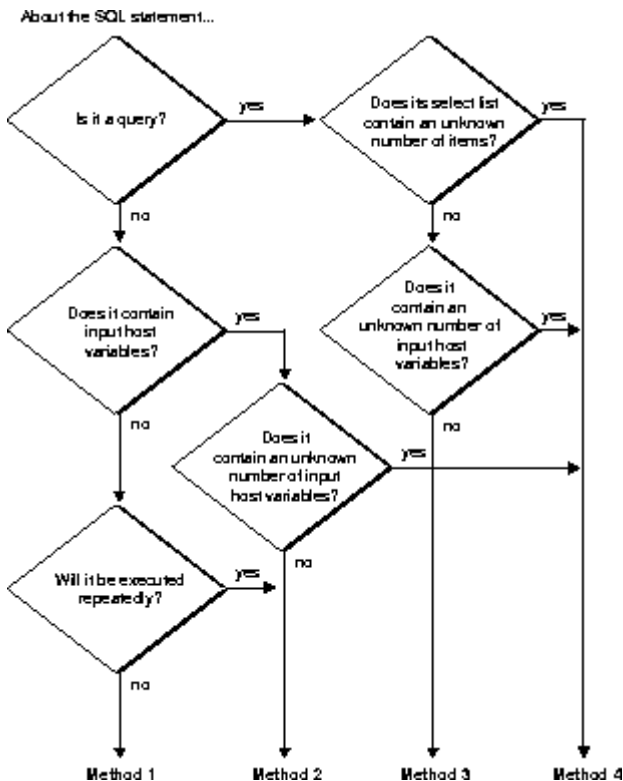 About the SQL statement...
Is it a query?
yes
Does its select list
contain an unknown
number of items?
yes
no
no
Does it contain
input host
variables?
yes
Does it
contain an
unknown number of
input host
variables?
yes
no
no
Does it
contain an unknown
number of input
host variables?
yes
Will it be executed
repeatedly?
yes
no
no
Method 1
Method 2
Method 3
Method 4